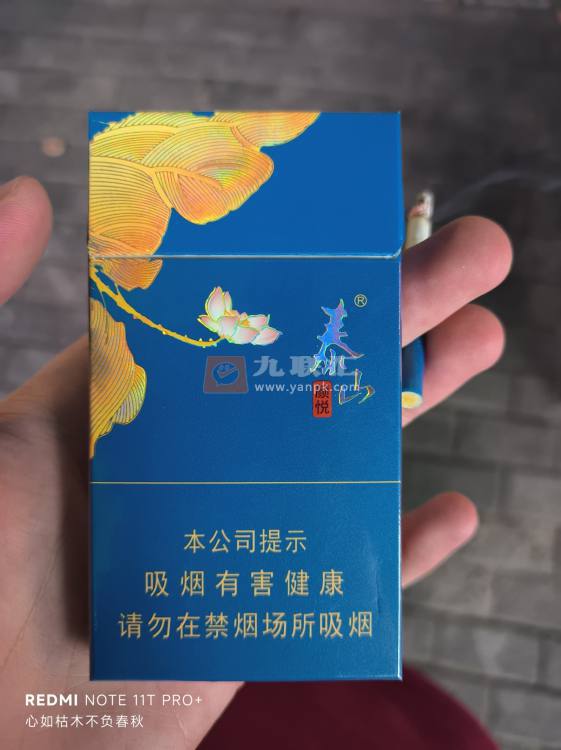 泰山®
颜悦
九联汇
www.yanpk.com
本公司提示
吸烟有害健康
请勿在禁烟场所吸烟
REDMI NOTE 11T PRO+
心如枯木不负春秋